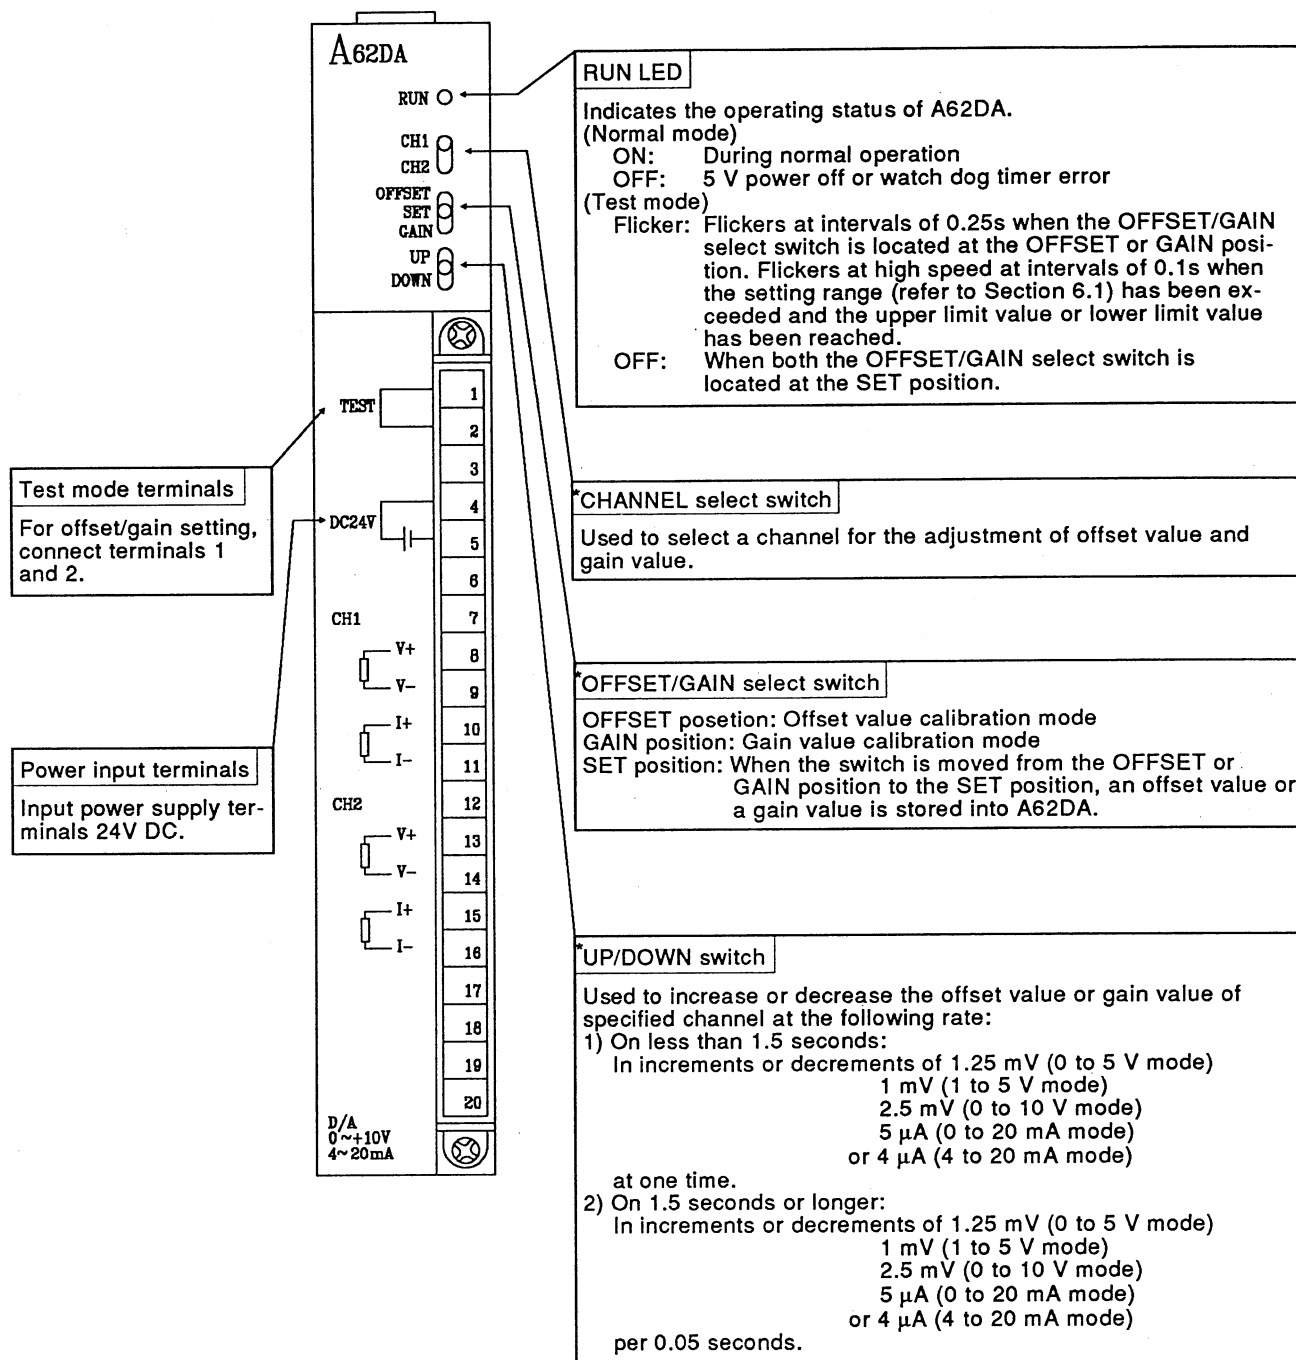 A62DA
RUN
CH1
CH2
OFFSET
SET
GAIN
UP
DOWN
TEST
DC24V
CH1
V+
V-
I+
I-
CH2
V+
V-
I+
I-
D/A
0~+10V
4~20mA
1
2
3
4
5
6
7
8
9
10
11
12
13
14
15
16
17
18
19
20
Test mode terminals
For offset/gain setting,
connect terminals 1
and 2.
Power input terminals
Input power supply ter-
minals 24V DC.
RUN LED
Indicates the operating status of A62DA.
(Normal mode)
ON: During normal operation
OFF: 5 V power off or watch dog timer error
(Test mode)
Flicker: Flickers at intervals of 0.25s when the OFFSET/GAIN
select switch is located at the OFFSET or GAIN posi-
tion. Flickers at high speed at intervals of 0.1s when
the setting range (refer to Section 6.1) has been ex-
ceeded and the upper limit value or lower limit value
has been reached.
OFF: When both the OFFSET/GAIN select switch is
located at the SET position.
*CHANNEL select switch
Used to select a channel for the adjustment of offset value and
gain value.
*OFFSET/GAIN select switch
OFFSET posetion: Offset value calibration mode
GAIN position: Gain value calibration mode
SET position: When the switch is moved from the OFFSET or
GAIN position to the SET position, an offset value or
a gain value is stored into A62DA.
*UP/DOWN switch
Used to increase or decrease the offset value or gain value of
specified channel at the following rate:
1) On less than 1.5 seconds:
In increments or decrements of 1.25 mV (0 to 5 V mode)
1 mV (1 to 5 V mode)
2.5 mV (0 to 10 V mode)
5 μA (0 to 20 mA mode)
or 4 μA (4 to 20 mA mode)
at one time.
2) On 1.5 seconds or longer:
In increments or decrements of 1.25 mV (0 to 5 V mode)
1 mV (1 to 5 V mode)
2.5 mV (0 to 10 V mode)
5 μA (0 to 20 mA mode)
or 4 μA (4 to 20 mA mode)
per 0.05 seconds.